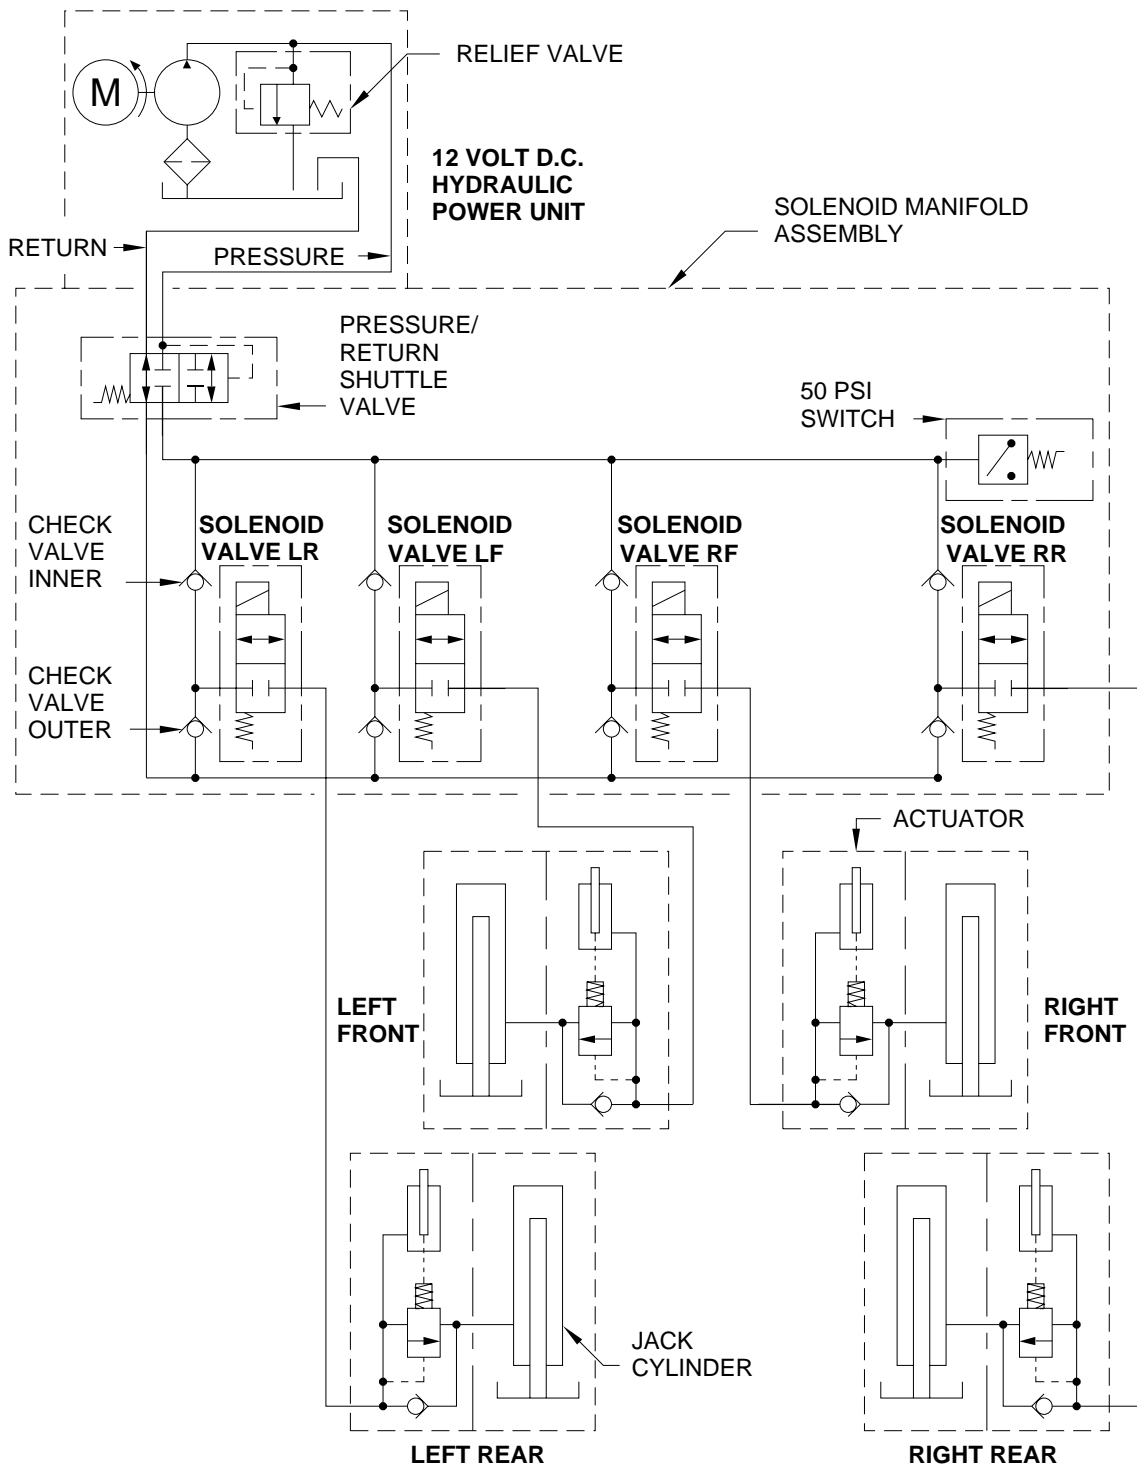 RELIEF VALVE
M
12 VOLT D.C.
HYDRAULIC
POWER UNIT
SOLENOID MANIFOLD
ASSEMBLY
RETURN
PRESSURE
PRESSURE/
RETURN
SHUTTLE
VALVE
50 PSI
SWITCH
CHECK
VALVE
INNER
SOLENOID
VALVE LR
SOLENOID
VALVE LF
SOLENOID
VALVE RF
SOLENOID
VALVE RR
CHECK
VALVE
OUTER
ACTUATOR
LEFT
FRONT
RIGHT
FRONT
JACK
CYLINDER
LEFT REAR
RIGHT REAR